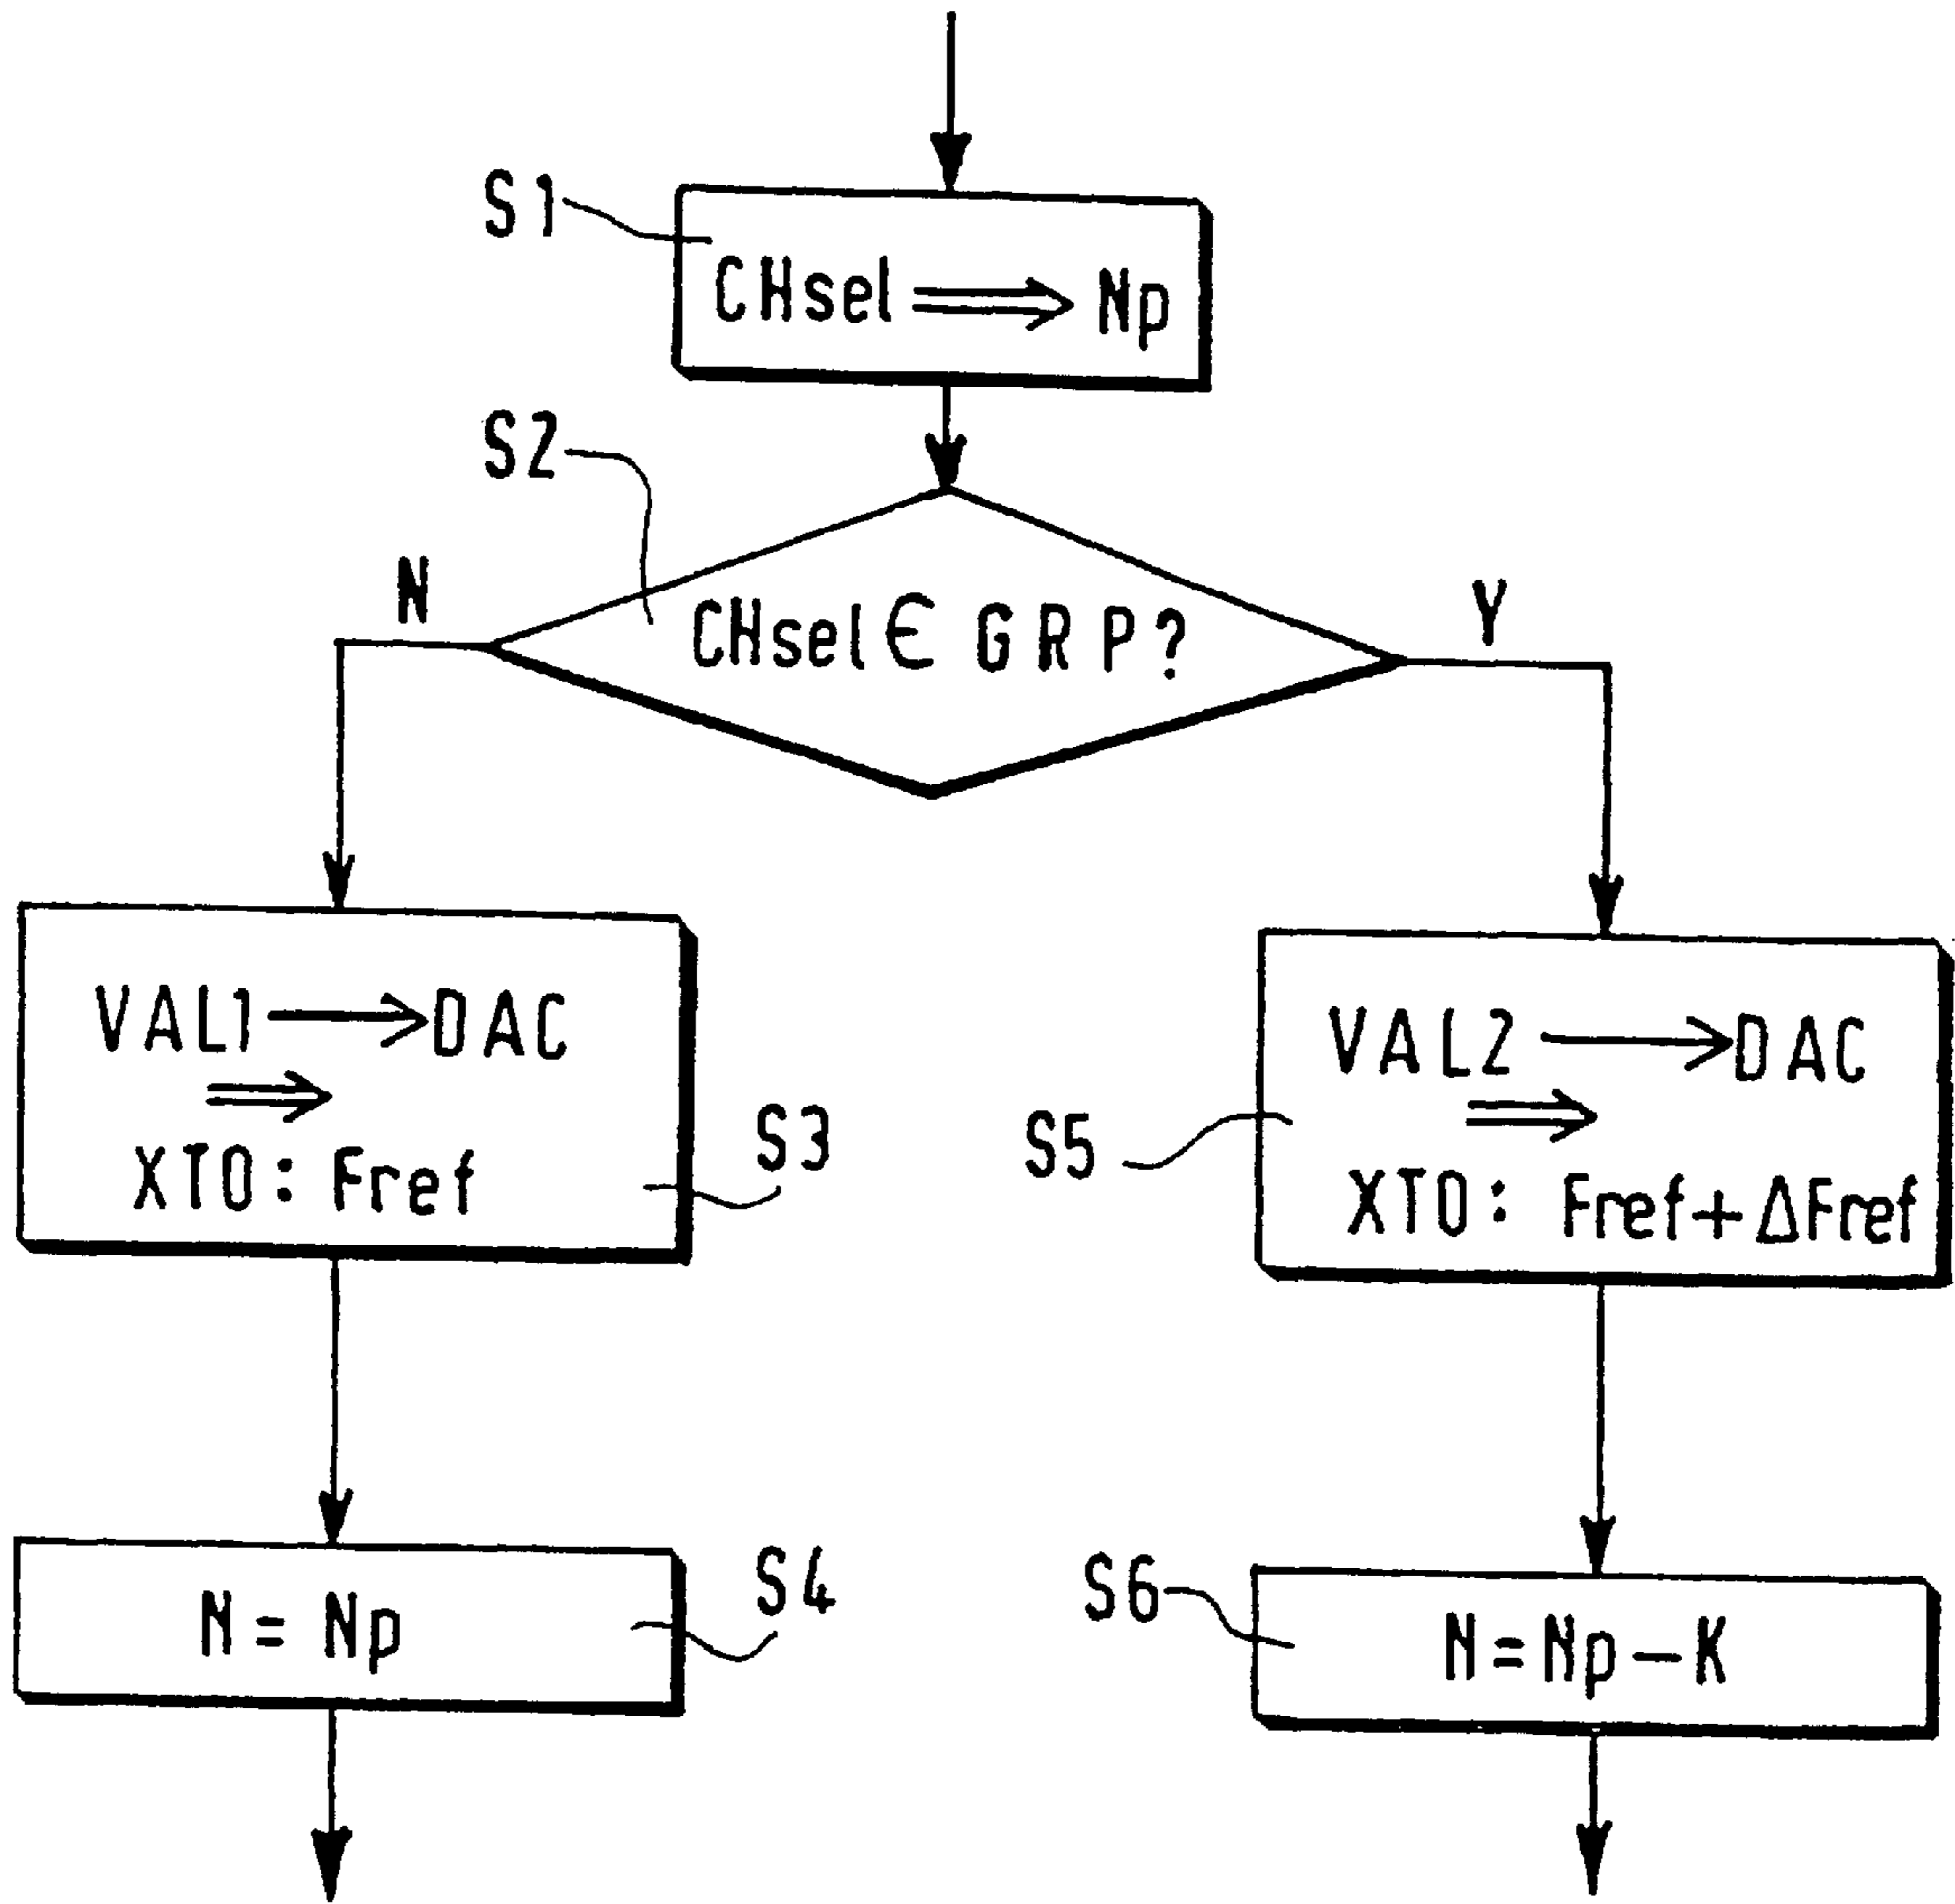 S1
CHsel ⟹ Np
S2
N
CHsel ∈ GRP?
Y
VAL1 → DAC
⟹
XTO: Fref
S3
S5
VAL2 → DAC
⟹
XTO: Fref+ΔFref
N = Np
S4
S6
N = Np – K